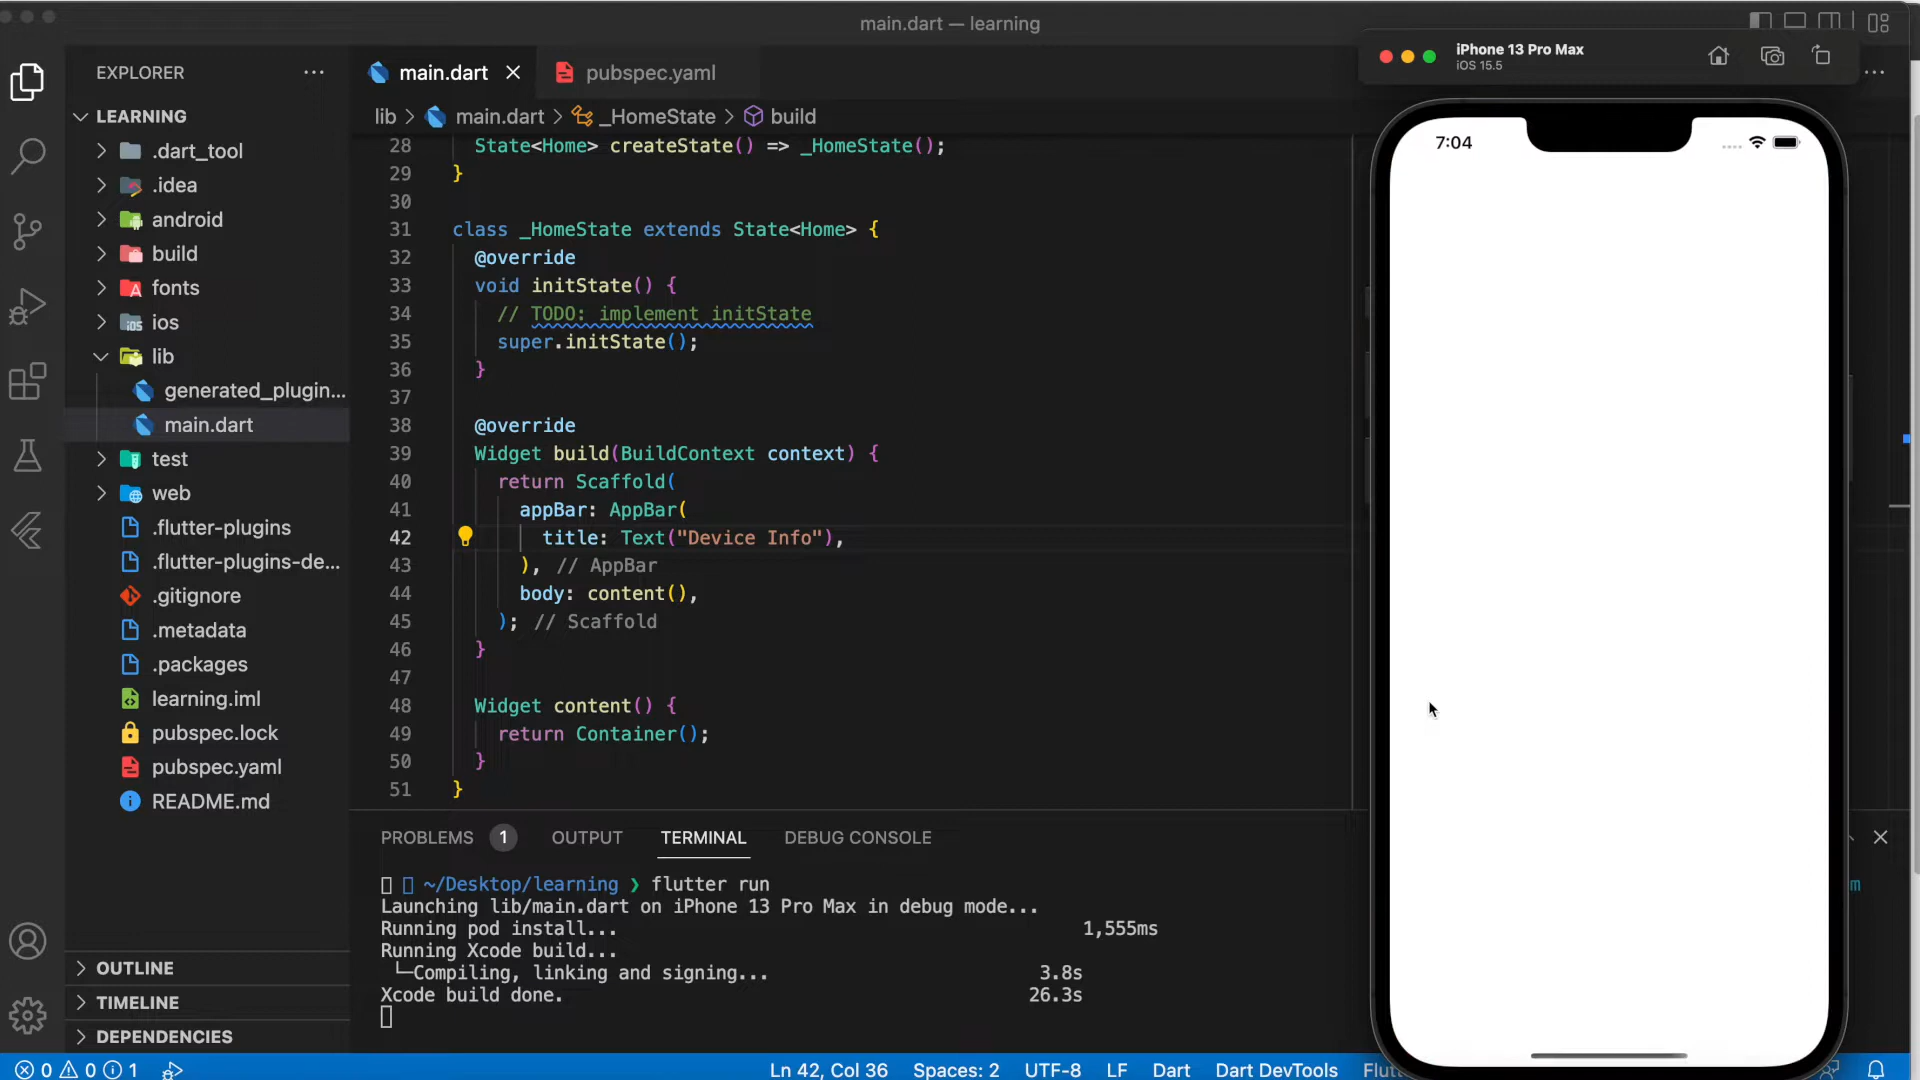 main.dart — learning
EXPLORER
LEARNING
.dart_tool
.idea
android
build
fonts
ios
lib
generated_plugin...
main.dart
test
web
.flutter-plugins
.flutter-plugins-de...
.gitignore
.metadata
.packages
learning.iml
pubspec.lock
pubspec.yaml
README.md
OUTLINE
TIMELINE
DEPENDENCIES
main.dart
pubspec.yaml
lib > main.dart > _HomeState > build
28 State<Home> createState() => _HomeState();
29 }
30
31 class _HomeState extends State<Home> {
32 @override
33 void initState() {
34 // TODO: implement initState
35 super.initState();
36 }
37
38 @override
39 Widget build(BuildContext context) {
40 return Scaffold(
41 appBar: AppBar(
42 title: Text("Device Info"),
43 ), // AppBar
44 body: content(),
45 ); // Scaffold
46 }
47
48 Widget content() {
49 return Container();
50 }
51 }
PROBLEMS 1 OUTPUT TERMINAL DEBUG CONSOLE
~/Desktop/learning ❯ flutter run
Launching lib/main.dart on iPhone 13 Pro Max in debug mode...
Running pod install... 1,555ms
Running Xcode build...
└─Compiling, linking and signing... 3.8s
Xcode build done. 26.3s
iPhone 13 Pro Max
iOS 15.5
7:04
0 0 1 Ln 42, Col 36 Spaces: 2 UTF-8 LF Dart Dart DevTools